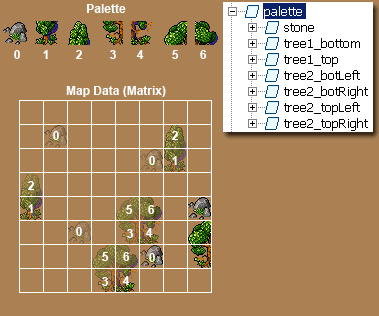 Palette
0 1 2 3 4 5 6
Map Data (Matrix)
0 2
0 1
2
1 5 6
0 3 4
5 6 0
3 4
palette
stone
tree1_bottom
tree1_top
tree2_botLeft
tree2_botRight
tree2_topLeft
tree2_topRight